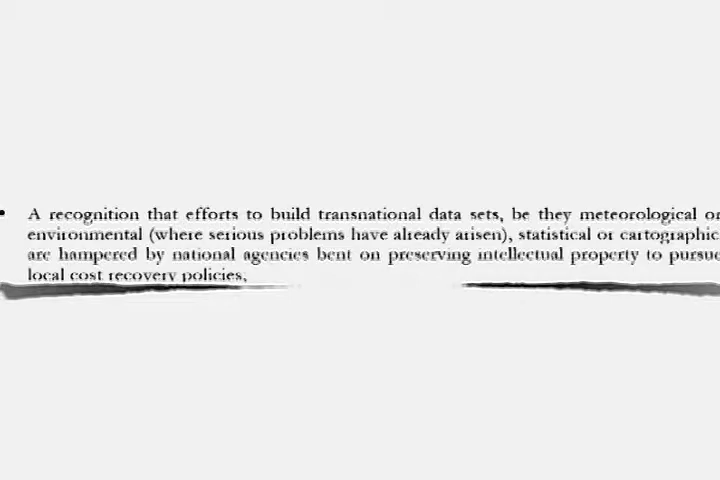 • A recognition that efforts to build transnational data sets, be they meteorological or
environmental (where serious problems have already arisen), statistical or cartographic
are hampered by national agencies bent on preserving intellectual property to pursue
local cost recovery policies,